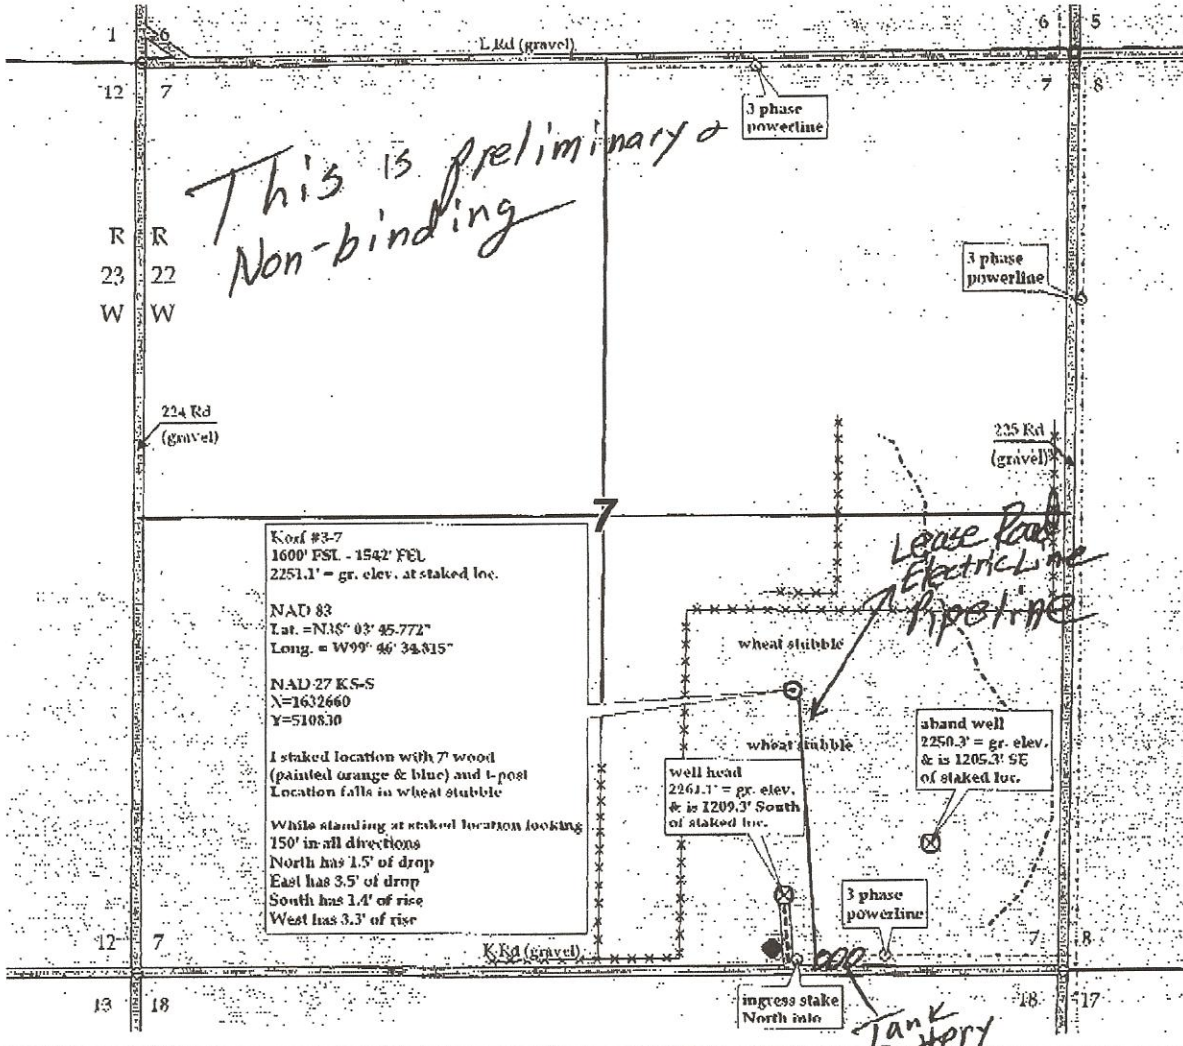 1 6
L Rd (gravel)
6 5
12 7
7 8
3 phase
powerline
This is preliminary &
Non-binding
R R
23 22
W W
3 phase
powerline
224 Rd
(gravel)
225 Rd
(gravel)
7
Lease Road
Electric Line
Pipeline
Korf #3-7
1600' FSL - 1542' FEL
2251.1' = gr. elev. at staked loc.
NAD 83
Lat. =N38° 03' 45.772"
Long. = W99° 46' 34.815"
NAD 27 KS-S
X=1632660
Y=510830
I staked location with 7' wood
(painted orange & blue) and t-post
Location falls in wheat stubble
While standing at staked location looking
150' in all directions
North has 1.5' of drop
East has 3.5' of drop
South has 1.4' of rise
West has 3.3' of rise
wheat stubble
wheat stubble
well head
2261.1' = gr. elev.
& is 1209.3' South
of staked loc.
aband well
2250.3' = gr. elev.
& is 1205.3' SE
of staked loc.
3 phase
powerline
12 7
K Rd (gravel)
7 8
13 18
ingress stake
North into
18 17
Tank
Battery